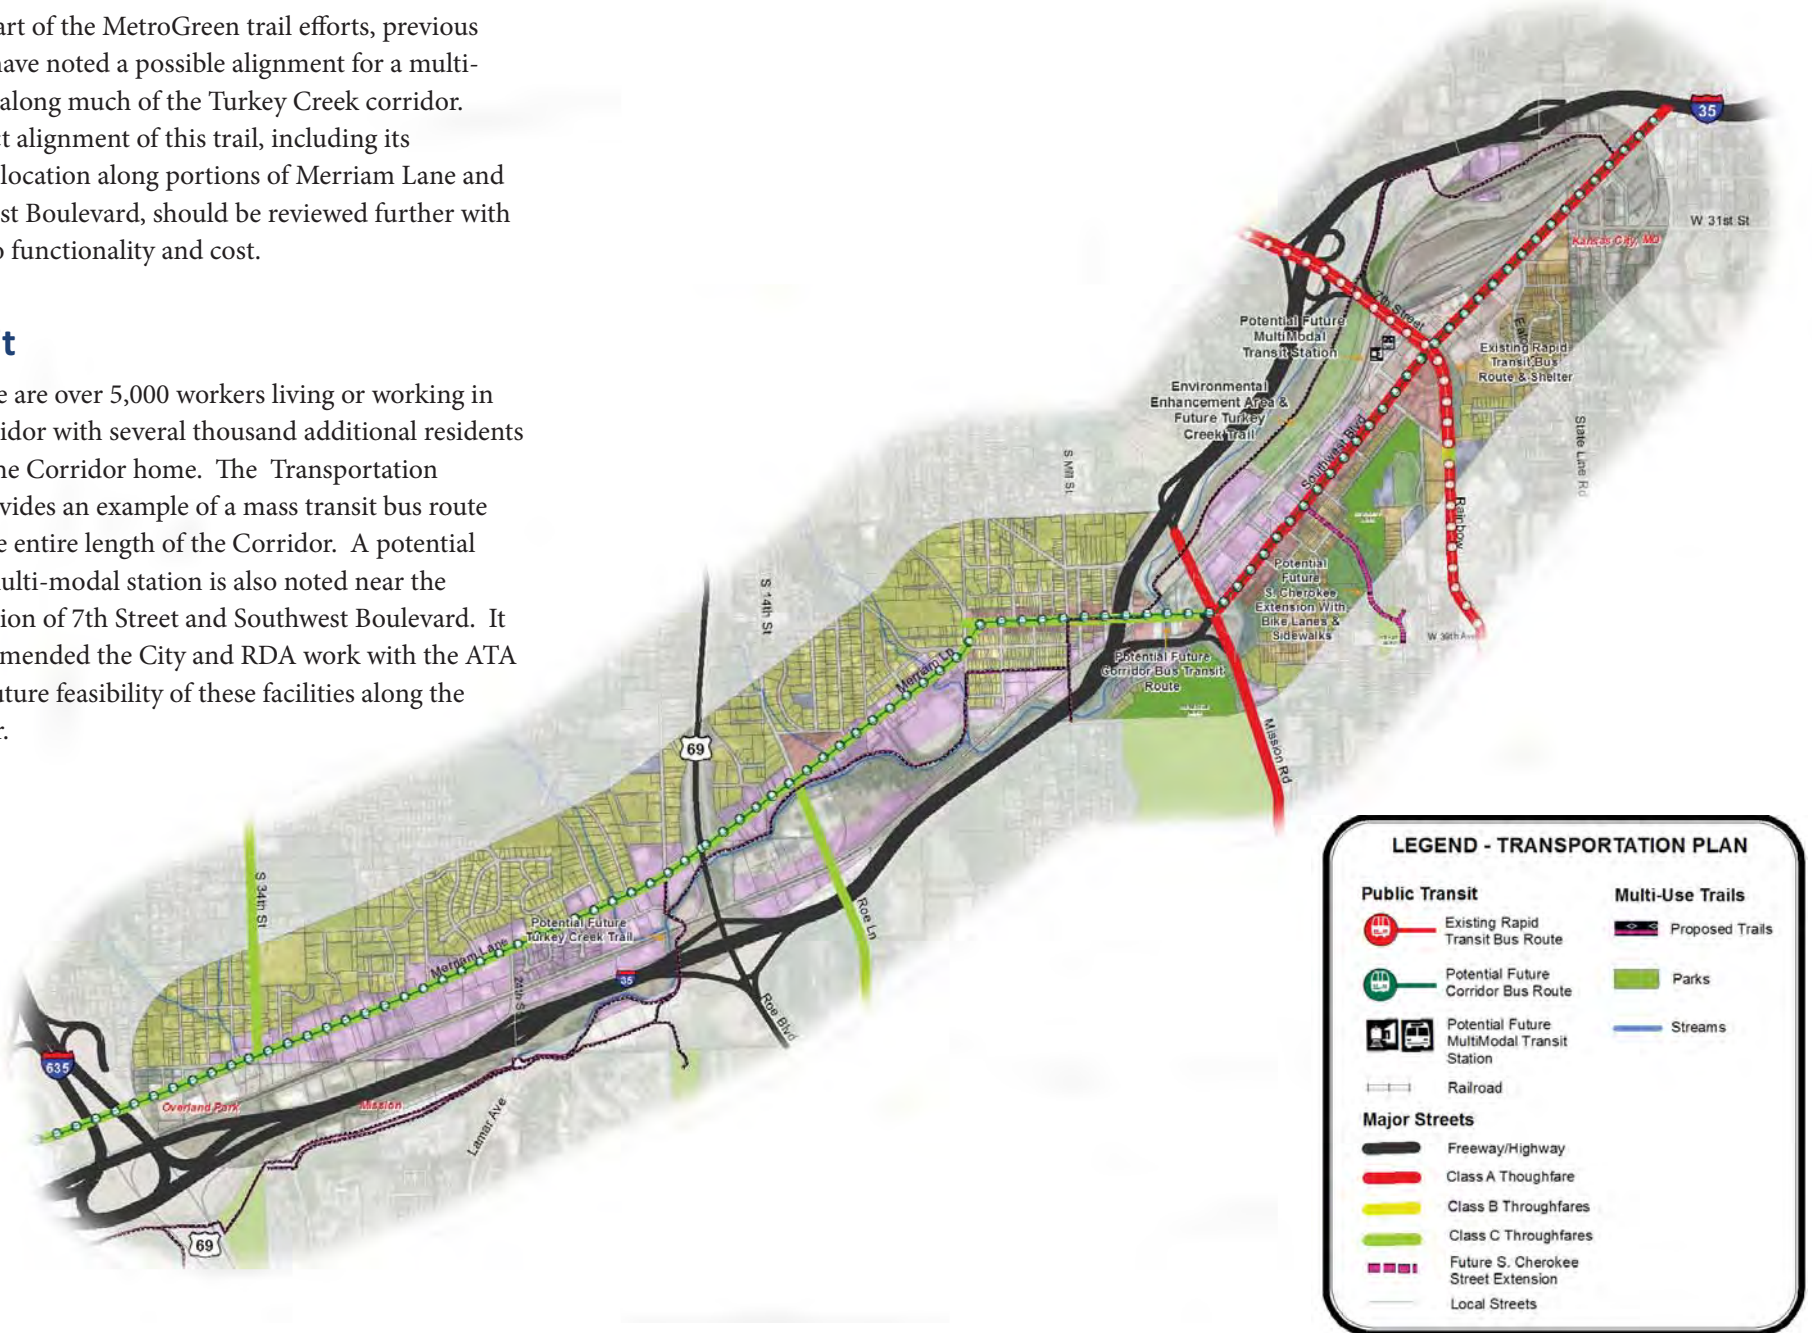 art of the MetroGreen trail efforts, previous
have noted a possible alignment for a multi-
along much of the Turkey Creek corridor.
ct alignment of this trail, including its
location along portions of Merriam Lane and
st Boulevard, should be reviewed further with
o functionality and cost.
t
e are over 5,000 workers living or working in
idor with several thousand additional residents
ne Corridor home. The Transportation
vides an example of a mass transit bus route
e entire length of the Corridor. A potential
ulti-modal station is also noted near the
tion of 7th Street and Southwest Boulevard. It
mmended the City and RDA work with the ATA
uture feasibility of these facilities along the
r.
35
W 31st St
Kansas City, MO
7th Street
Potential Future
MultiModal
Transit Station
Existing Rapid
Transit Bus
Route & Shelter
Environmental
Enhancement Area &
Future Turkey
Creek Trail
State Line Rd
Southwest Blvd
S Mill St
Rainbow
Potential
Future
S. Cherokee
Extension With
Bike Lanes &
Sidewalks
W 39th Ave
S 14th St
Merriam Ln
Potential Future
Corridor Bus Transit
Route
Mission Rd
69
S 34th St
Roe Ln
Potential Future
Turkey Creek Trail
Merriam Lane
24th S
35
Roe Blvd
635
Overland Park
Mission
Lamar Ave
69
LEGEND - TRANSPORTATION PLAN
Public Transit
Existing Rapid
Transit Bus Route
Potential Future
Corridor Bus Route
Potential Future
MultiModal Transit
Station
Railroad
Major Streets
Freeway/Highway
Class A Thoughfare
Class B Throughfares
Class C Throughfares
Future S. Cherokee
Street Extension
Local Streets
Multi-Use Trails
Proposed Trails
Parks
Streams